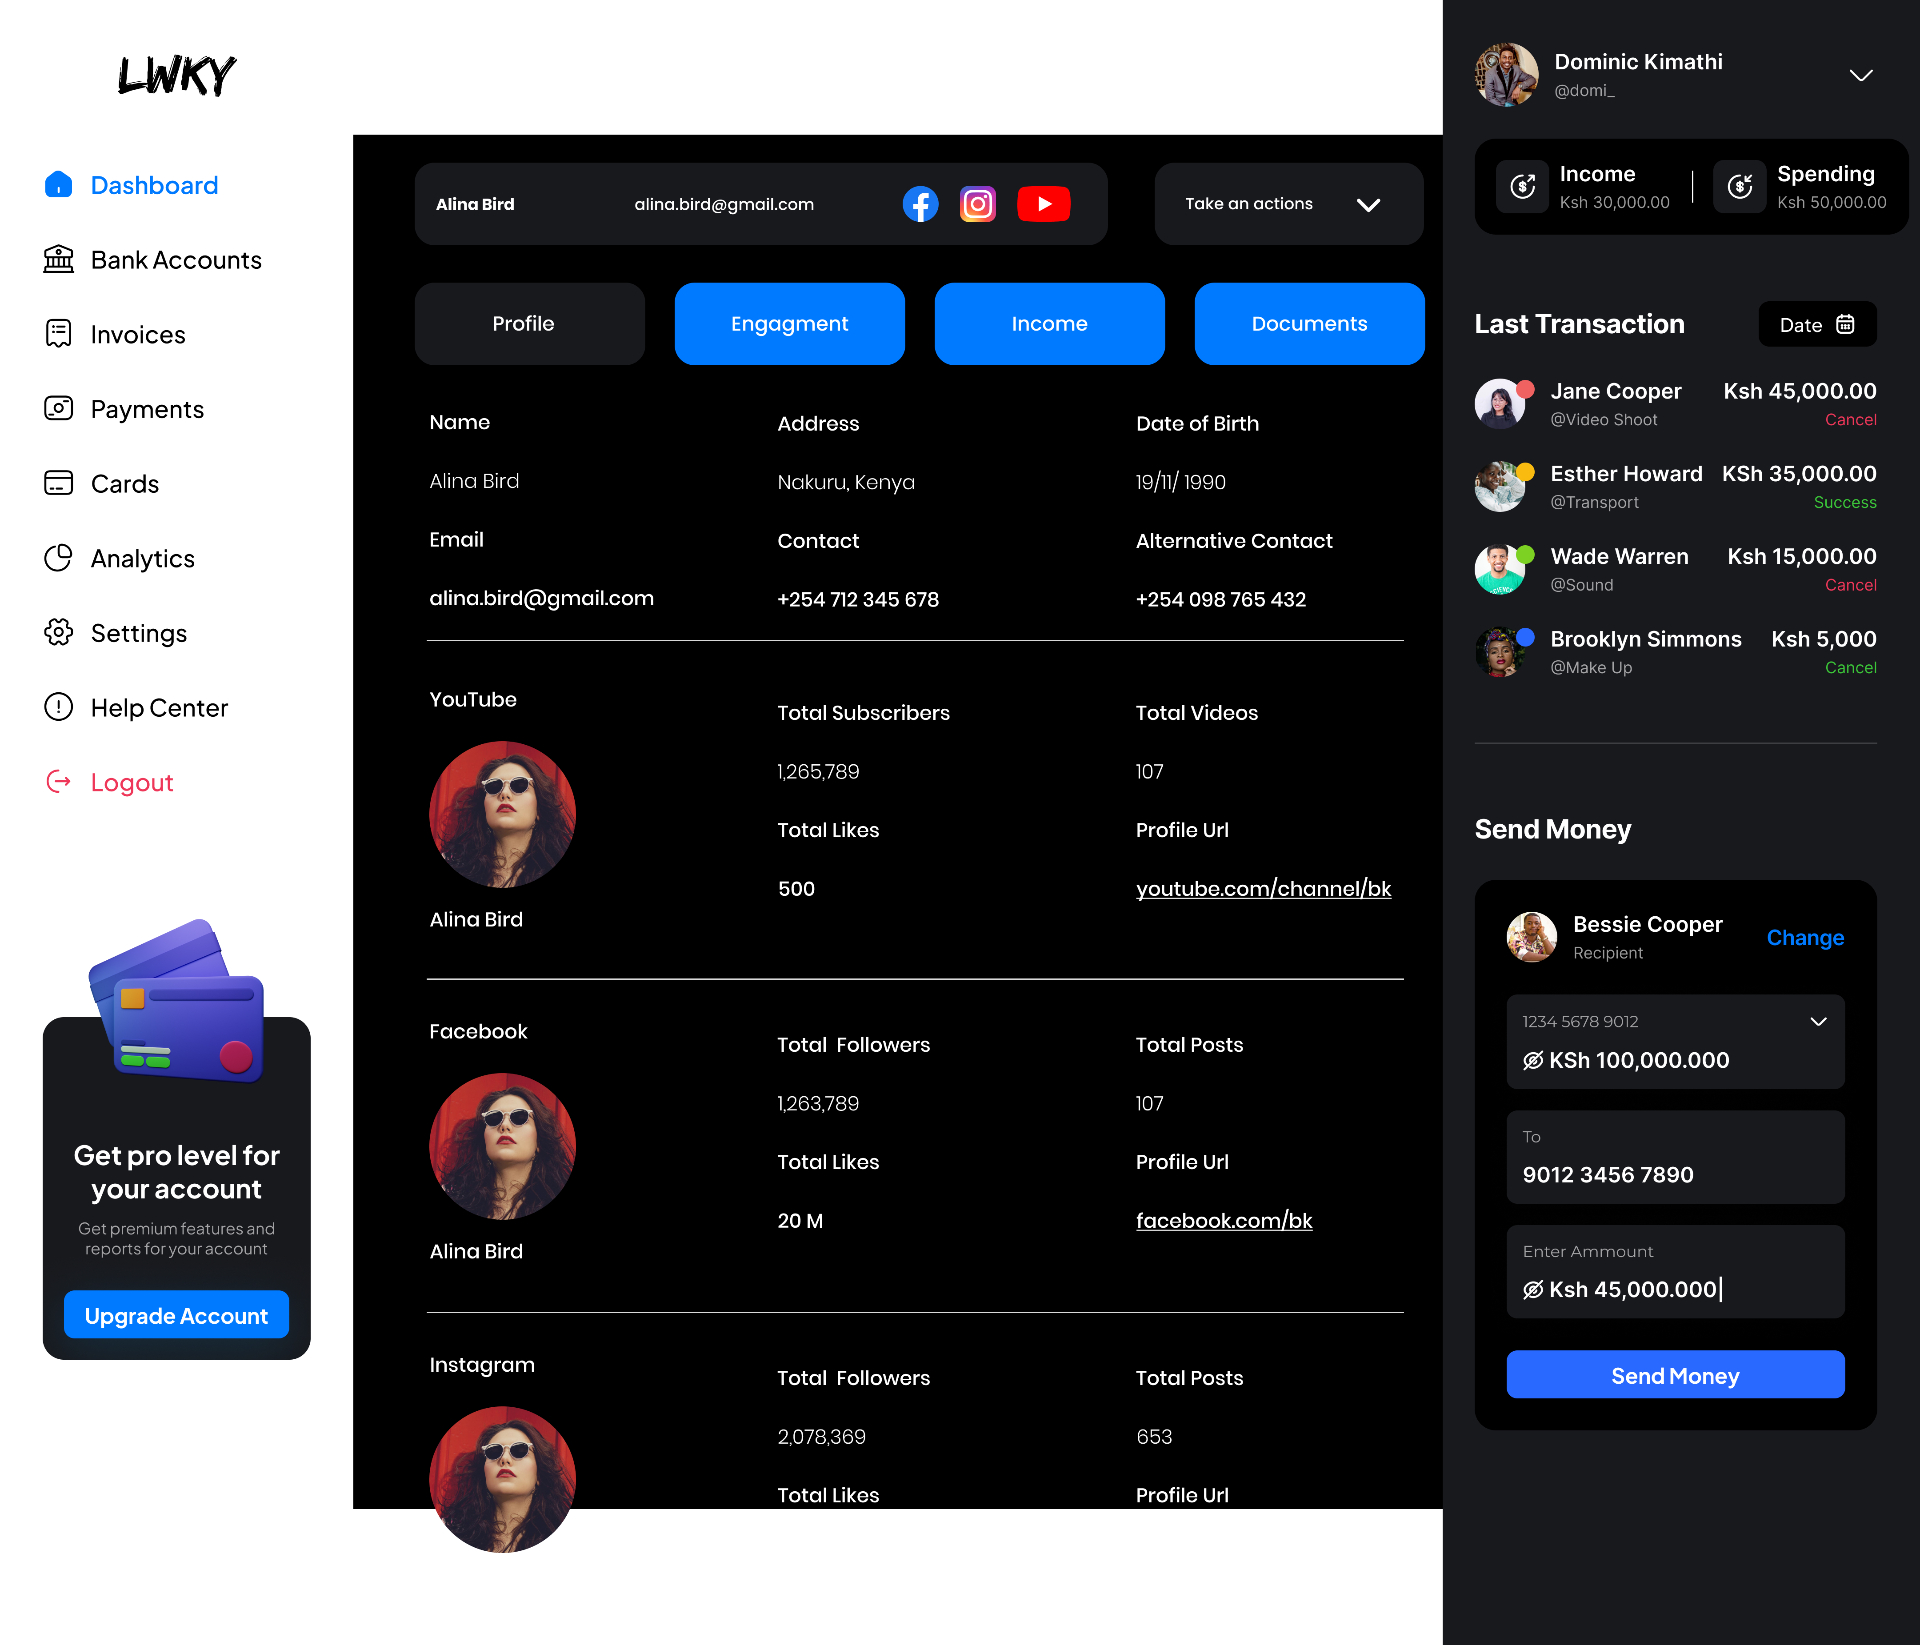 LWKY
Dashboard
Bank Accounts
Invoices
Payments
Cards
Analytics
Settings
Help Center
Logout
Get pro level for
your account
Get premium features and
reports for your account
Upgrade Account
Alina Bird
alina.bird@gmail.com
Take an actions
Profile
Engagment
Income
Documents
Name
Address
Date of Birth
Alina Bird
Nakuru, Kenya
19/11/ 1990
Email
Contact
Alternative Contact
alina.bird@gmail.com
+254 712 345 678
+254 098 765 432
YouTube
Total Subscribers
Total Videos
1,265,789
107
Total Likes
Profile Url
500
youtube.com/channel/bk
Alina Bird
Facebook
Total  Followers
Total Posts
1,263,789
107
Total Likes
Profile Url
20 M
facebook.com/bk
Alina Bird
Instagram
Total  Followers
Total Posts
2,078,369
653
Total Likes
Profile Url
Dominic Kimathi
@domi_
Income
Ksh 30,000.00
Spending
Ksh 50,000.00
Last Transaction
Date
Jane Cooper
Ksh 45,000.00
@Video Shoot
Cancel
Esther Howard
KSh 35,000.00
@Transport
Success
Wade Warren
Ksh 15,000.00
@Sound
Cancel
Brooklyn Simmons
Ksh 5,000
@Make Up
Cancel
Send Money
Bessie Cooper
Recipient
Change
1234 5678 9012
KSh 100,000.000
To
9012 3456 7890
Enter Ammount
Ksh 45,000.000
Send Money